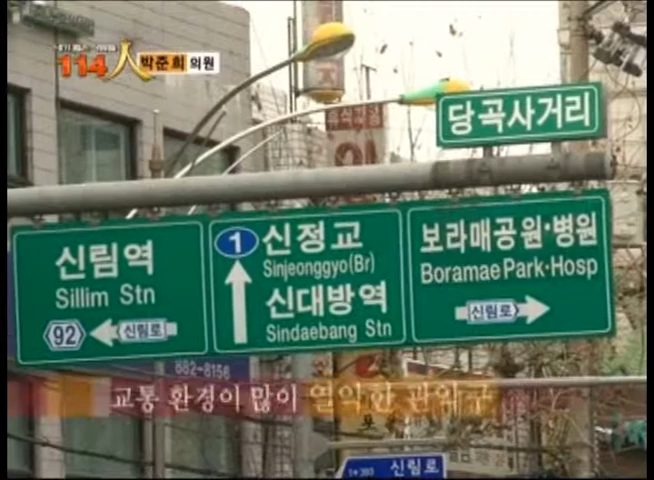 114人 박준희 의원
당곡사거리
신림역
Sillim Stn
92 신림로
1 신정교
Sinjeonggyo(Br)
신대방역
Sindaebang Stn
보라매공원·병원
Boramae Park·Hosp
신림로
882-8158
교통 환경이 많이 열악한 관악구
신림로